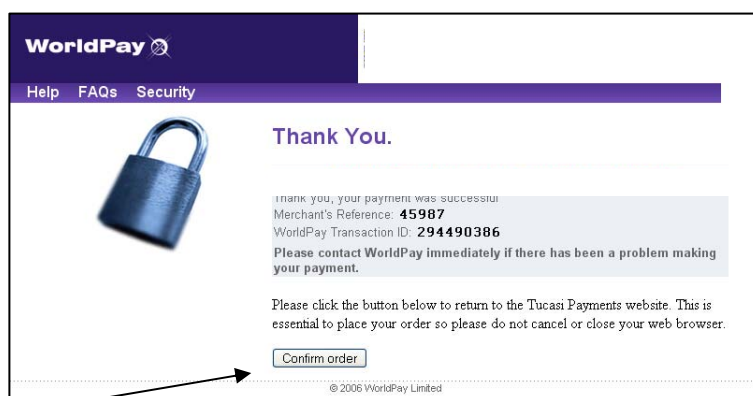 WorldPay
Help FAQs Security
Thank You.
Thank you, your payment was successful
Merchant's Reference: 45987
WorldPay Transaction ID: 294490386
Please contact WorldPay immediately if there has been a problem making
your payment.
Please click the button below to return to the Tucasi Payments website. This is
essential to place your order so please do not cancel or close your web browser.
Confirm order
© 2006 WorldPay Limited